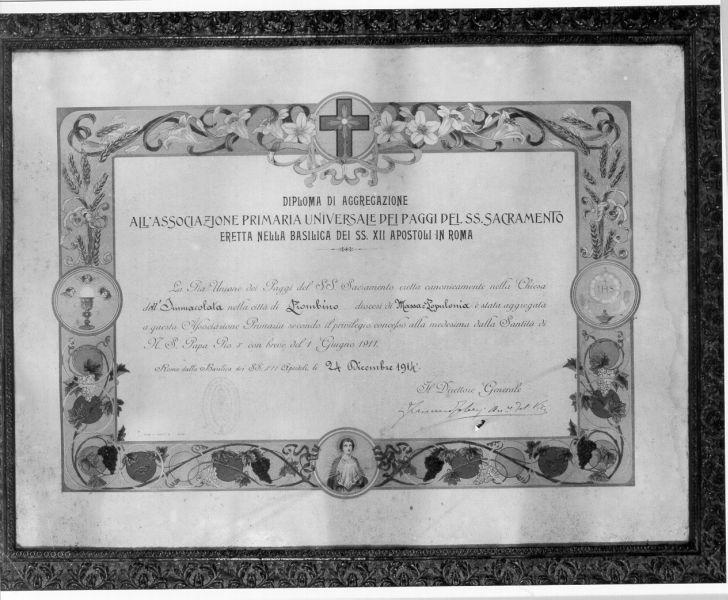 DIPLOMA DI AGGREGAZIONE
ALL'ASSOCIAZIONE PRIMARIA UNIVERSALE DEI PAGGI DEL SS. SACRAMENTO
ERETTA NELLA BASILICA DEI SS. XII APOSTOLI IN ROMA
La Pia Unione dei Paggi del SS. Sacramento eretta canonicamente nella Chiesa
dell'Immacolata nella città di Piombino diocesi di Massa-Populonia è stata aggregata
a questa Associazione Primaria secondo il privilegio concesso alla medesima dalla Santità di
N. S. Papa Pio X con breve del 1 Giugno 1911.
Roma dalla Basilica dei SS. XII Apostoli, li 24 Dicembre 1914.
Il Direttore Generale
IHS